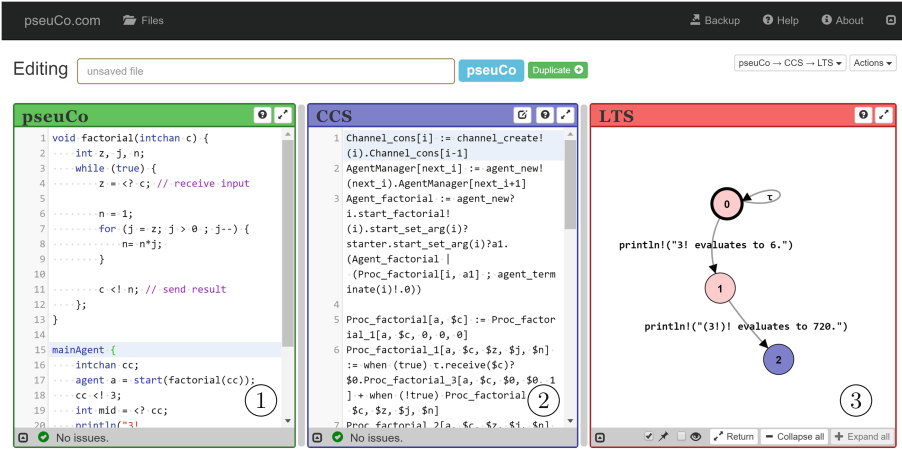 pseuCo.com Files Backup Help About
Editing unsaved file pseuCo Duplicate pseuCo → CCS → LTS Actions
pseuCo
1 void factorial(intchan c) {
2 ····int z, j, n;
3 ····while (true) {
4 ········z = <? c; // receive input
5
6 ········n = 1;
7 ········for (j = z; j > 0 ; j--) {
8 ············n= n*j;
9 ········}
10
11 ········c <! n; // send result
12 ····};
13 }
14
15 mainAgent {
16 ····intchan cc;
17 ····agent a = start(factorial(cc));
18 ····cc <! 3;
19 ····int mid = <? cc;
20 ····println("3!
1
No issues.
CCS
1 Channel_cons[i] := channel_create!
(i).Channel_cons[i-1]
2 AgentManager[next_i] := agent_new!
(next_i).AgentManager[next_i+1]
3 Agent_factorial := agent_new?
i.start_factorial!
(i).start_set_arg(i)?
starter.start_set_arg(i)?a1.
(Agent_factorial |
(Proc_factorial[i, a1] ; agent_term
inate(i)!.0))
4
5 Proc_factorial[a, $c] := Proc_factor
ial_1[a, $c, 0, 0, 0]
6 Proc_factorial_1[a, $c, $z, $j, $n]
:= when (true) τ.receive($c)?
$0.Proc_factorial_3[a, $c, $0, $0, 1
] + when (!true) Proc_factorial
$c, $z, $j, $n]
7 Proc_factorial_2[a, $c, $z, $j, $n]
2
No issues.
LTS
0
τ
println!("3! evaluates to 6.")
1
println!("(3!)! evaluates to 720.")
2
3
Return Collapse all Expand all